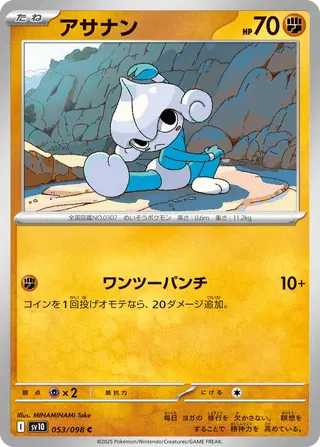 たね アサナン HP70
全国図鑑NO.0307 めいそうポケモン 高さ:0.6m 重さ:11.2kg
ワンツーパンチ 10+
コインを1回投げオモテなら、20ダメージ追加。
弱点 ×2 抵抗力 にげる
Illus. MINAMINAMI Take
I sv10 053/098 C
毎日 ヨガの 修行を 欠かさない。
瞑想することで 精神力を 高めている。
©2025 Pokémon/Nintendo/Creatures/GAME FREAK.